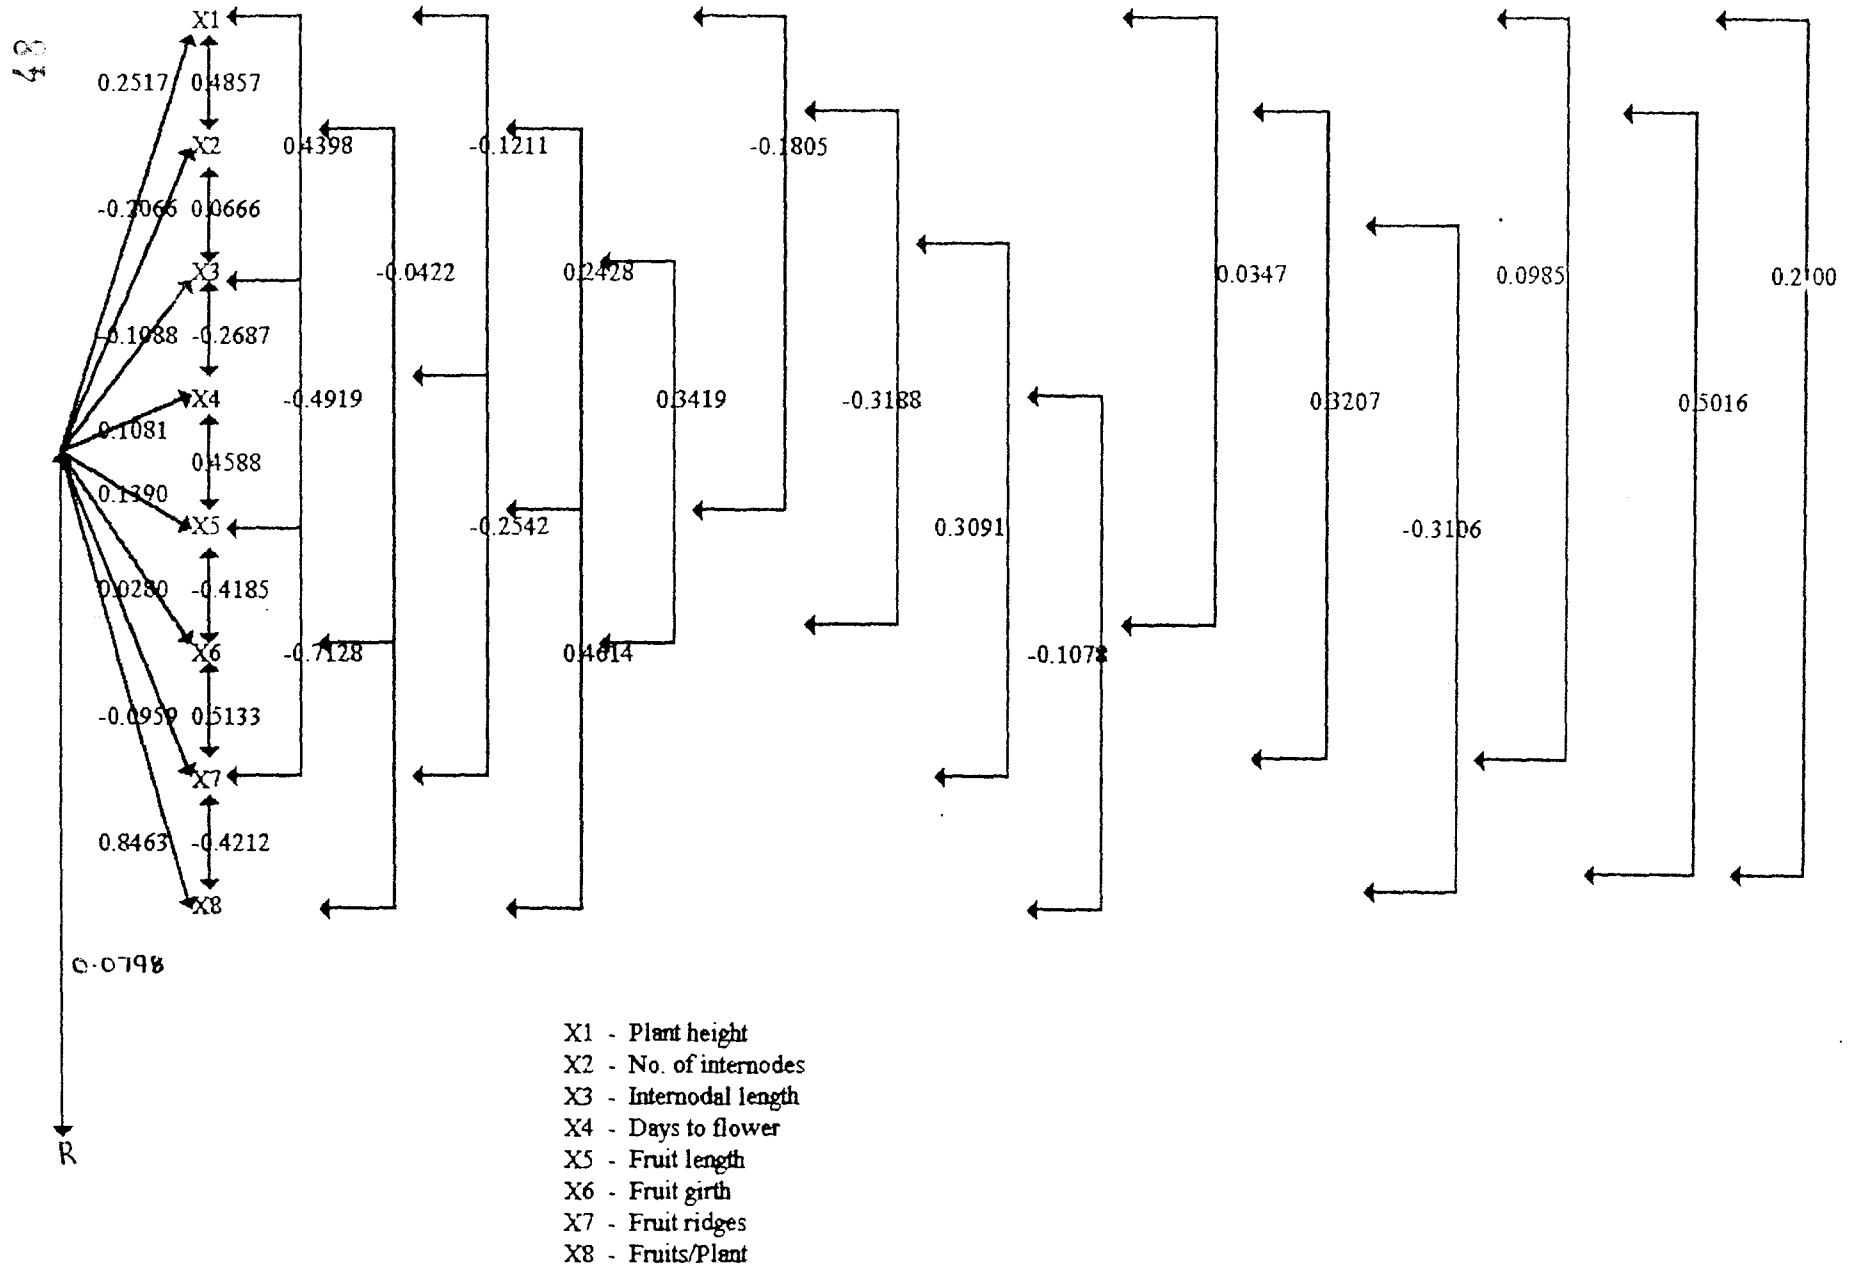 48
X1
0.2517 0.4857
X2 0.4398 -0.1211 -0.1805
-0.2066 0.0666
X3 -0.0422 0.2428 0.0347 0.0985 0.2100
-0.1988 -0.2687
X4 -0.4919 0.3419 -0.3188 0.3207 0.5016
0.1081
0.4588
0.1390
X5 -0.2542 0.3091 -0.3106
0.0280 -0.4185
X6 -0.7128 0.4614 -0.1078
-0.0959 0.5133
X7
0.8463 -0.4212
X8
0.0798
R
X1 - Plant height
X2 - No. of internodes
X3 - Internodal length
X4 - Days to flower
X5 - Fruit length
X6 - Fruit girth
X7 - Fruit ridges
X8 - Fruits/Plant